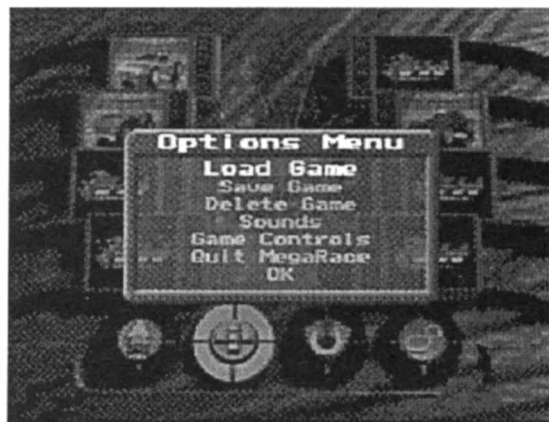 Options Menu
Load Game
Save Game
Delete Game
Sounds
Game Controls
Quit MegaRace
OK